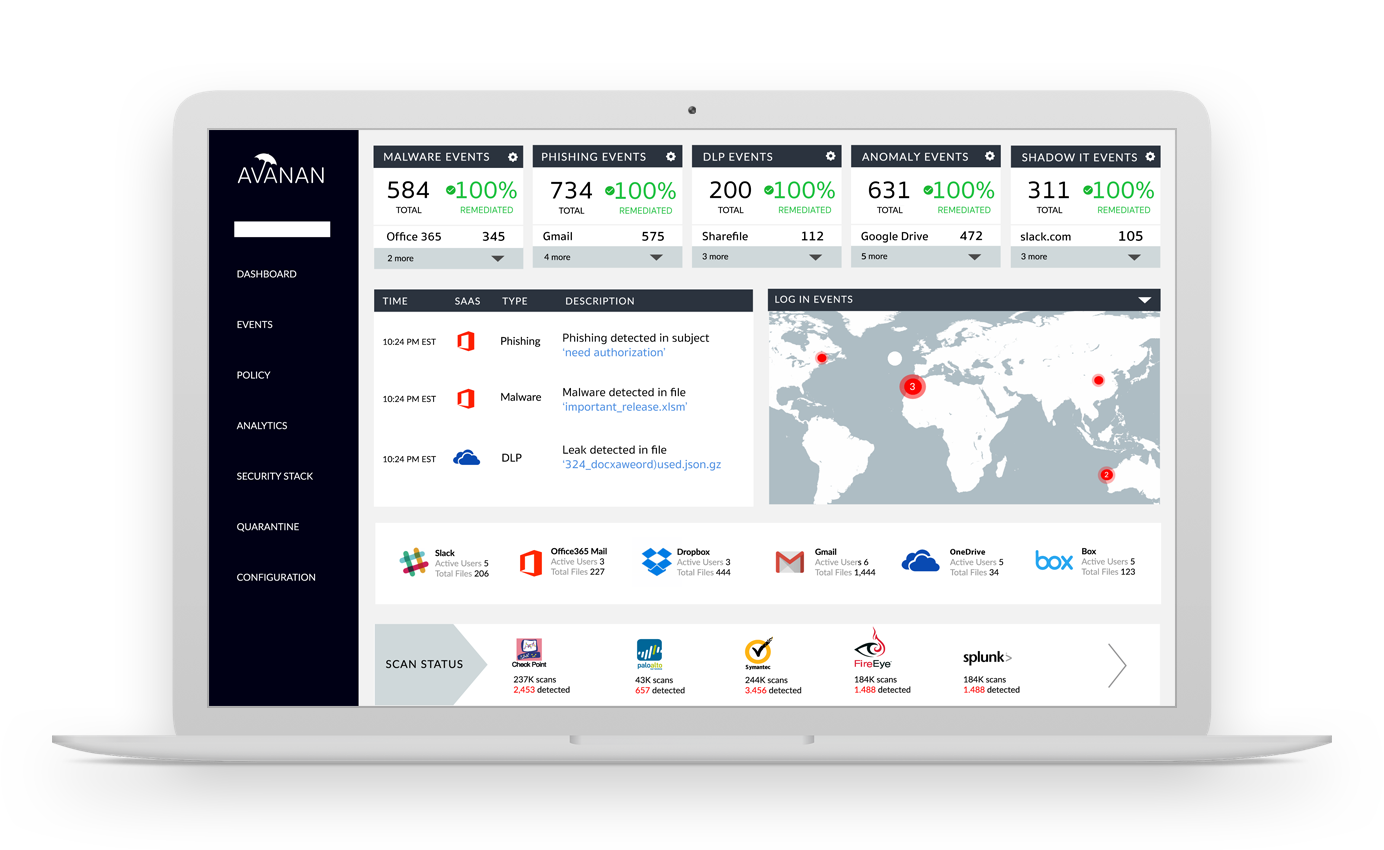 AVANAN
DASHBOARD
EVENTS
POLICY
ANALYTICS
SECURITY STACK
QUARANTINE
CONFIGURATION
MALWARE EVENTS
584 100%
TOTAL REMEDIATED
Office 365 345
2 more
PHISHING EVENTS
734 100%
TOTAL REMEDIATED
Gmail 575
4 more
DLP EVENTS
200 100%
TOTAL REMEDIATED
Sharefile 112
3 more
ANOMALY EVENTS
631 100%
TOTAL REMEDIATED
Google Drive 472
5 more
SHADOW IT EVENTS
311 100%
TOTAL REMEDIATED
slack.com 105
3 more
TIME SAAS TYPE DESCRIPTION
10:24 PM EST Phishing Phishing detected in subject
'need authorization'
10:24 PM EST Malware Malware detected in file
'important_release.xlsm'
10:24 PM EST DLP Leak detected in file
'324_docxaweord)used.json.gz
LOG IN EVENTS
3
2
Slack
Active Users 5
Total Files 206
Office365 Mail
Active Users 3
Total Files 227
Dropbox
Active Users 3
Total Files 444
Gmail
Active Users 6
Total Files 1,444
OneDrive
Active Users 5
Total Files 34
box
Box
Active Users 5
Total Files 123
SCAN STATUS
Check Point
237K scans
2,453 detected
paloalto
43K scans
657 detected
Symantec
244K scans
3.456 detected
FireEye
184K scans
1.488 detected
splunk>
184K scans
1.488 detected